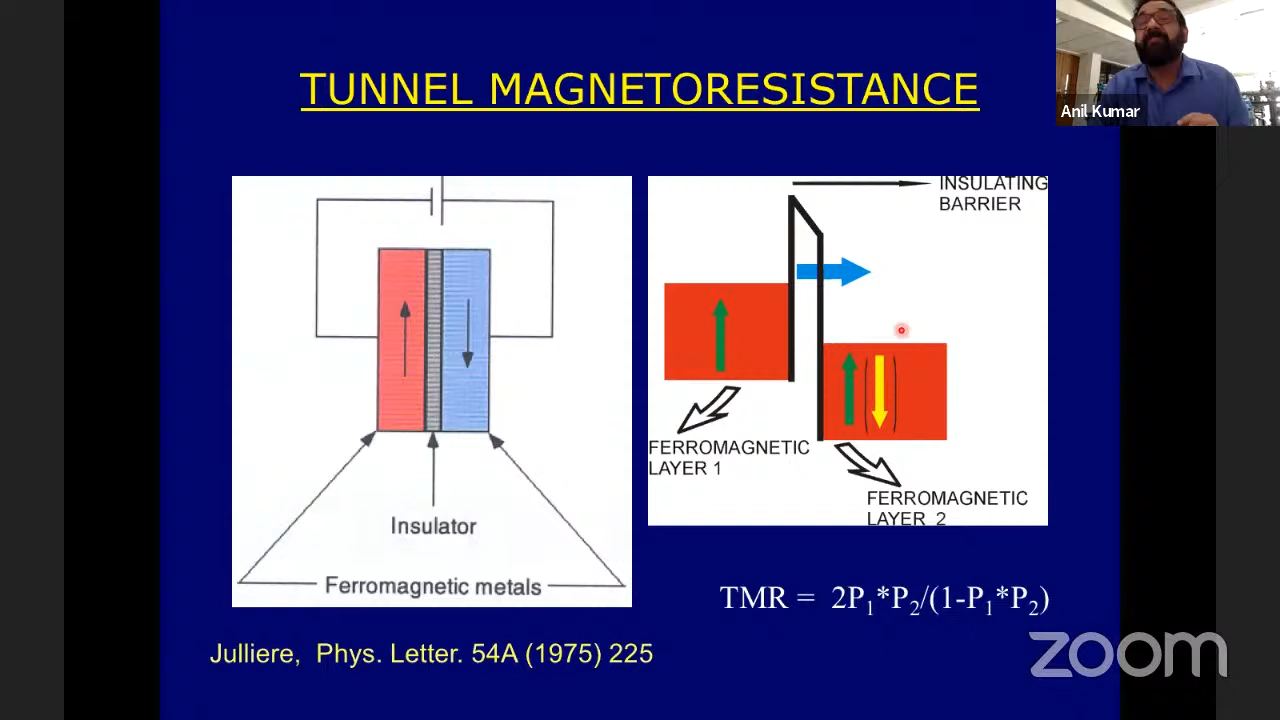 TUNNEL MAGNETORESISTANCE
Anil Kumar
Insulator
Ferromagnetic metals
INSULATING
BARRIER
FERROMAGNETIC
LAYER 1
FERROMAGNETIC
LAYER 2
TMR = 2P₁*P₂/(1-P₁*P₂)
Julliere, Phys. Letter. 54A (1975) 225
zoom